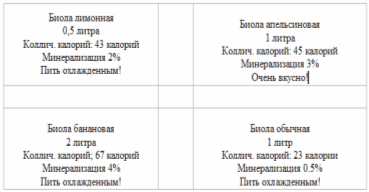 Биола лимонная
0,5 литра
Коллич. калорий: 43 калорий
Минерализация 2%
Пить охлажденным!
Биола апельсиновая
1 литра
Коллич. калорий: 45 калорий
Минерализация 3%
Очень вкусно!
Биола банановая
2 литра
Коллич. калорий; 67 калорий
Минерализация 4%
Пить охлажденным!
Биола обычная
1 литр
Коллич. калорий: 23 калории
Минерализация 0.5%
Пить охлажденным!